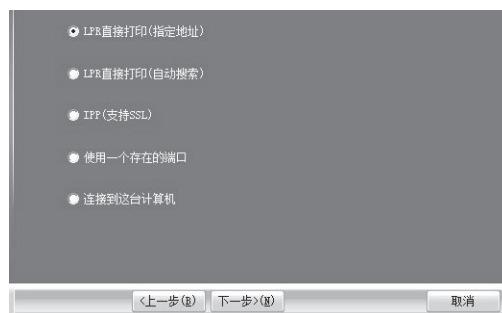 LPR直接打印(指定地址)
LPR直接打印(自动搜索)
IPP(支持SSL)
使用一个存在的端口
连接到这台计算机
<上一步(B) 下一步>(N) 取消